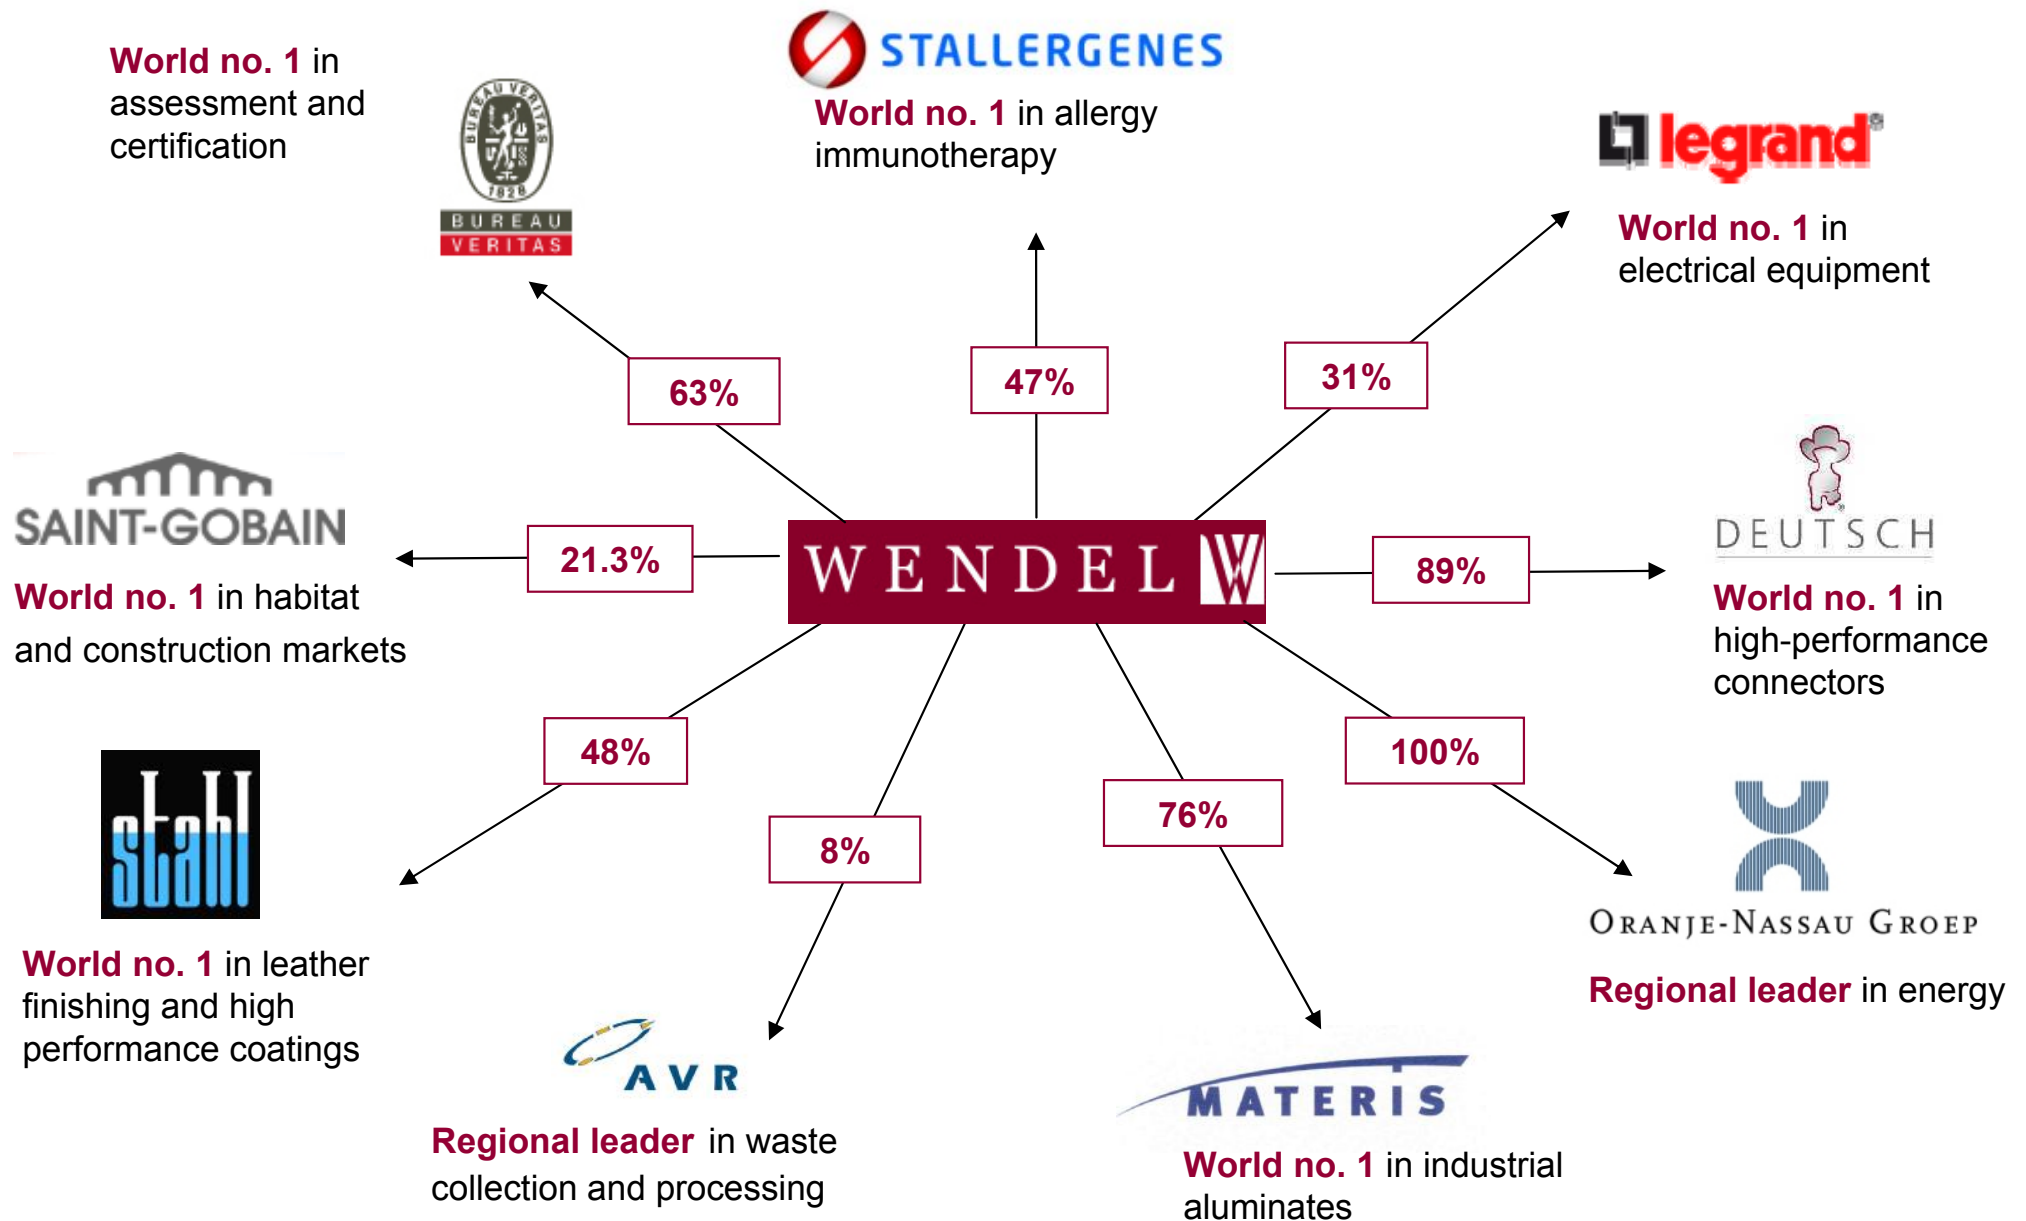 World no. 1 in
assessment and
certification
BUREAU VERITAS
1828
BUREAU
VERITAS
STALLERGENES
World no. 1 in allergy
immunotherapy
legrand®
World no. 1 in
electrical equipment
63%
47%
31%
SAINT-GOBAIN
World no. 1 in habitat
and construction markets
21.3%
WENDEL W
89%
DEUTSCH
World no. 1 in
high-performance
connectors
48%
8%
76%
100%
stahl
World no. 1 in leather
finishing and high
performance coatings
ORANJE-NASSAU GROEP
Regional leader in energy
AVR
Regional leader in waste
collection and processing
MATERIS
World no. 1 in industrial
aluminates